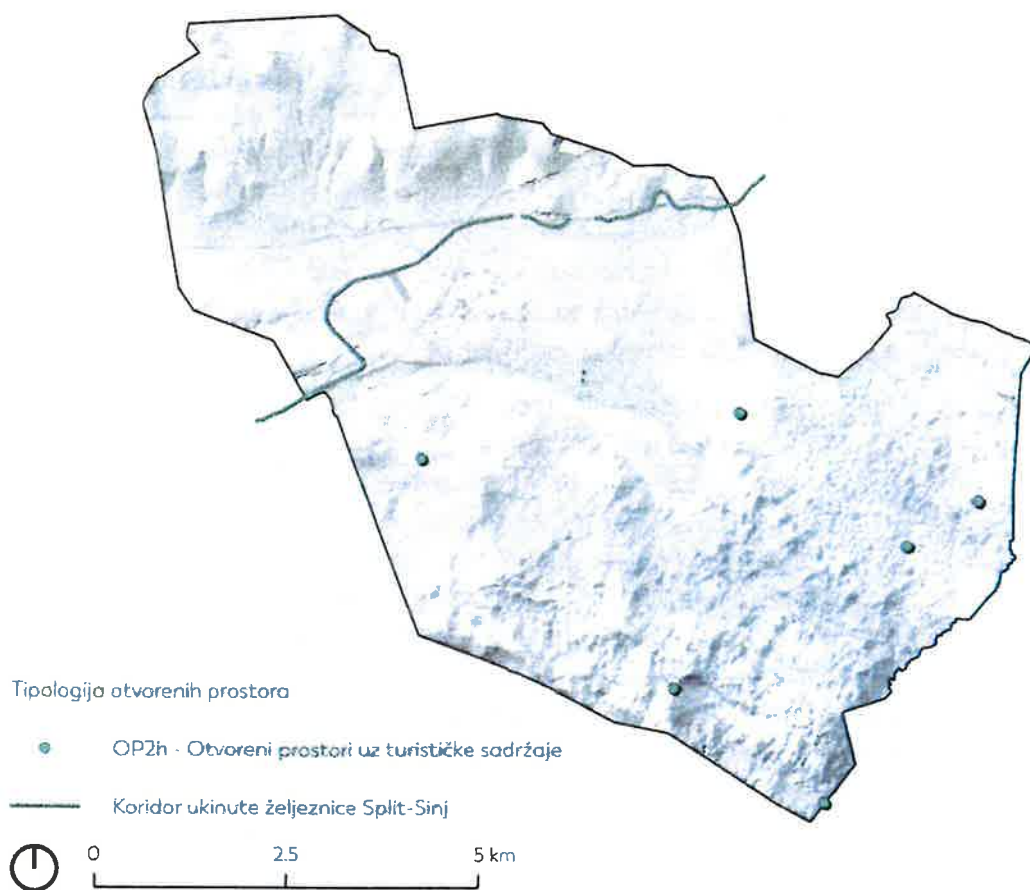 Tipologija otvorenih prostora
OP2h - Otvoreni prostori uz turističke sadržaje
Koridor ukinute željeznice Split-Sinj
0 2.5 5 km